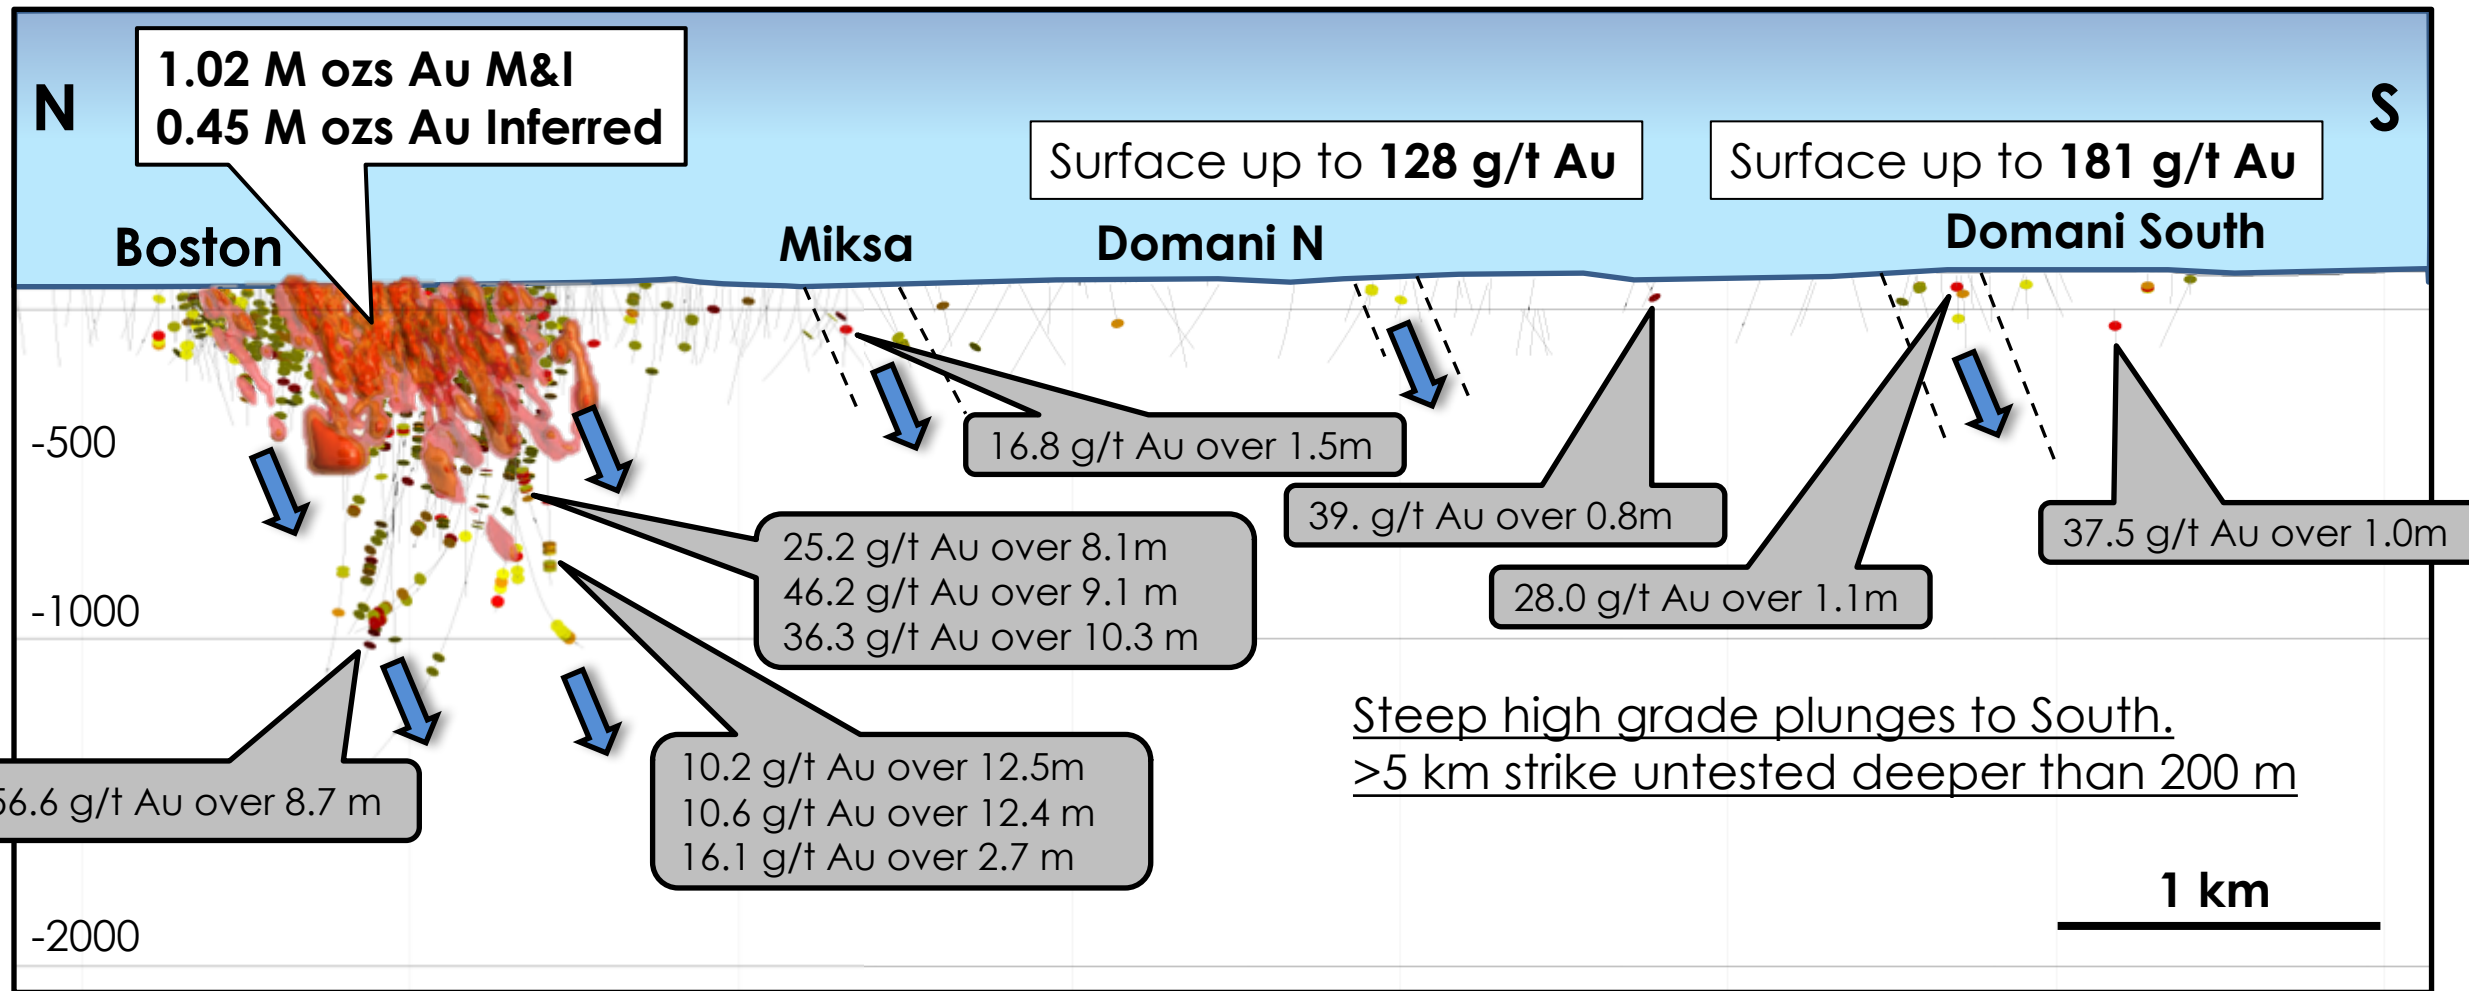 N
1.02 M ozs Au M&I
0.45 M ozs Au Inferred
S
Surface up to 128 g/t Au
Surface up to 181 g/t Au
Boston
Miksa
Domani N
Domani South
-500
-1000
-2000
16.8 g/t Au over 1.5m
39. g/t Au over 0.8m
37.5 g/t Au over 1.0m
25.2 g/t Au over 8.1m
46.2 g/t Au over 9.1 m
36.3 g/t Au over 10.3 m
28.0 g/t Au over 1.1m
10.2 g/t Au over 12.5m
10.6 g/t Au over 12.4 m
16.1 g/t Au over 2.7 m
56.6 g/t Au over 8.7 m
Steep high grade plunges to South.
>5 km strike untested deeper than 200 m
1 km